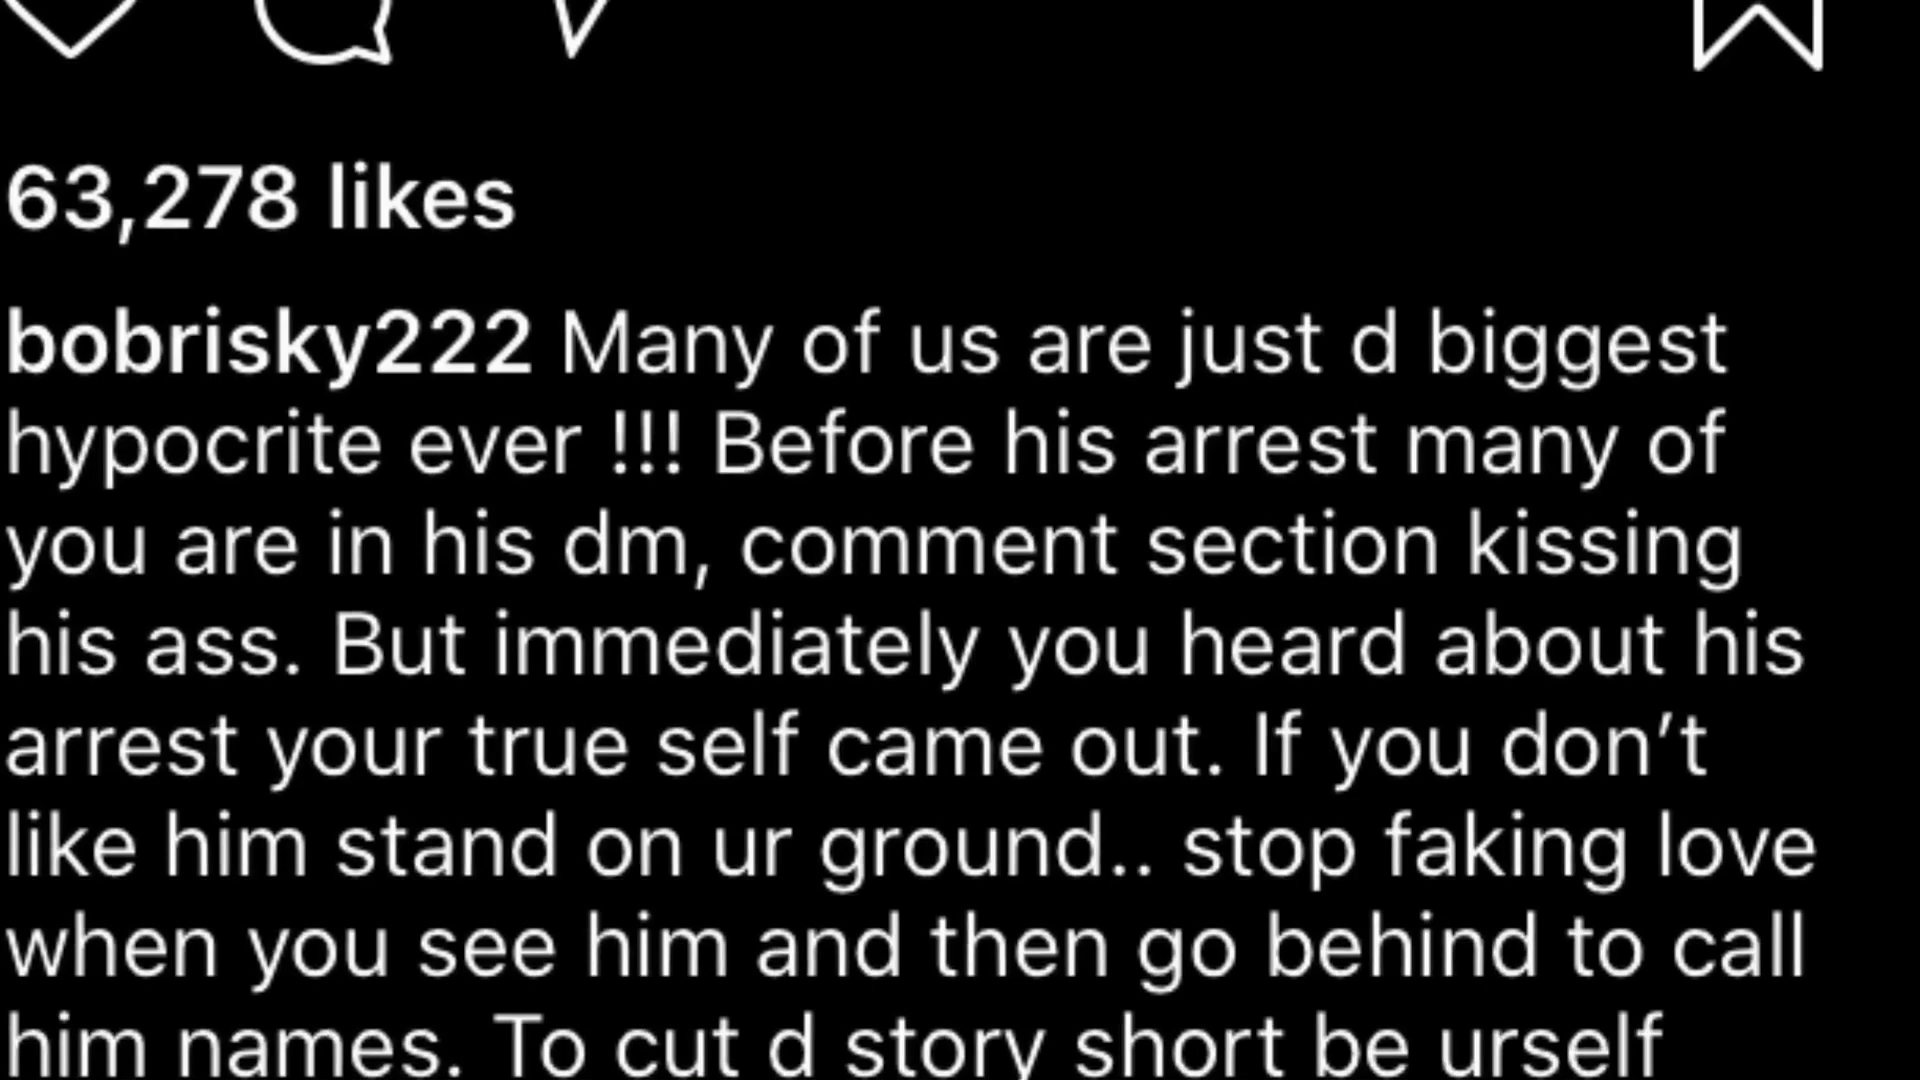 63,278 likes
bobrisky222 Many of us are just d biggest
hypocrite ever !!! Before his arrest many of
you are in his dm, comment section kissing
his ass. But immediately you heard about his
arrest your true self came out. If you don’t
like him stand on ur ground.. stop faking love
when you see him and then go behind to call
him names. To cut d story short be urself